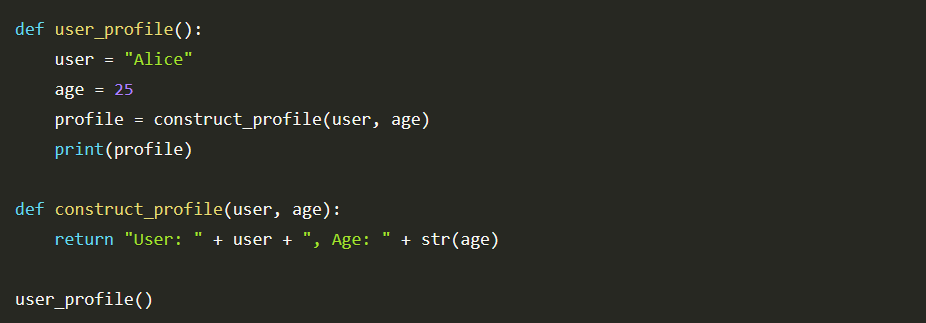 def user_profile():
    user = "Alice"
    age = 25
    profile = construct_profile(user, age)
    print(profile)

def construct_profile(user, age):
    return "User: " + user + ", Age: " + str(age)

user_profile()